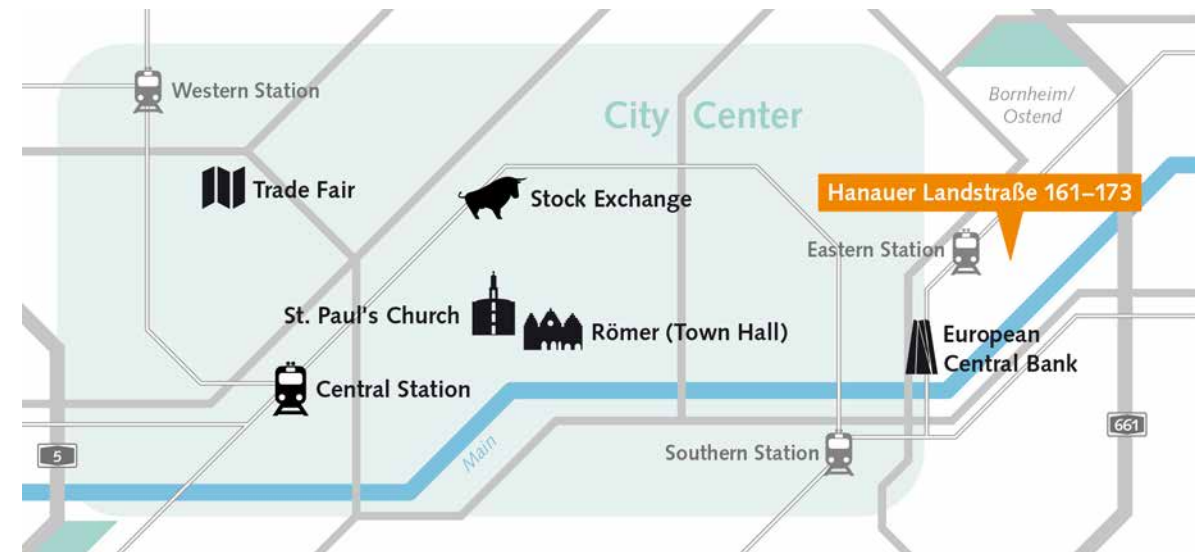 Western Station
City Center
Bornheim/
Ostend
Trade Fair
Stock Exchange
Hanauer Landstraße 161–173
Eastern Station
St. Paul's Church
Römer (Town Hall)
European
Central Bank
Central Station
661
5
Main
Southern Station